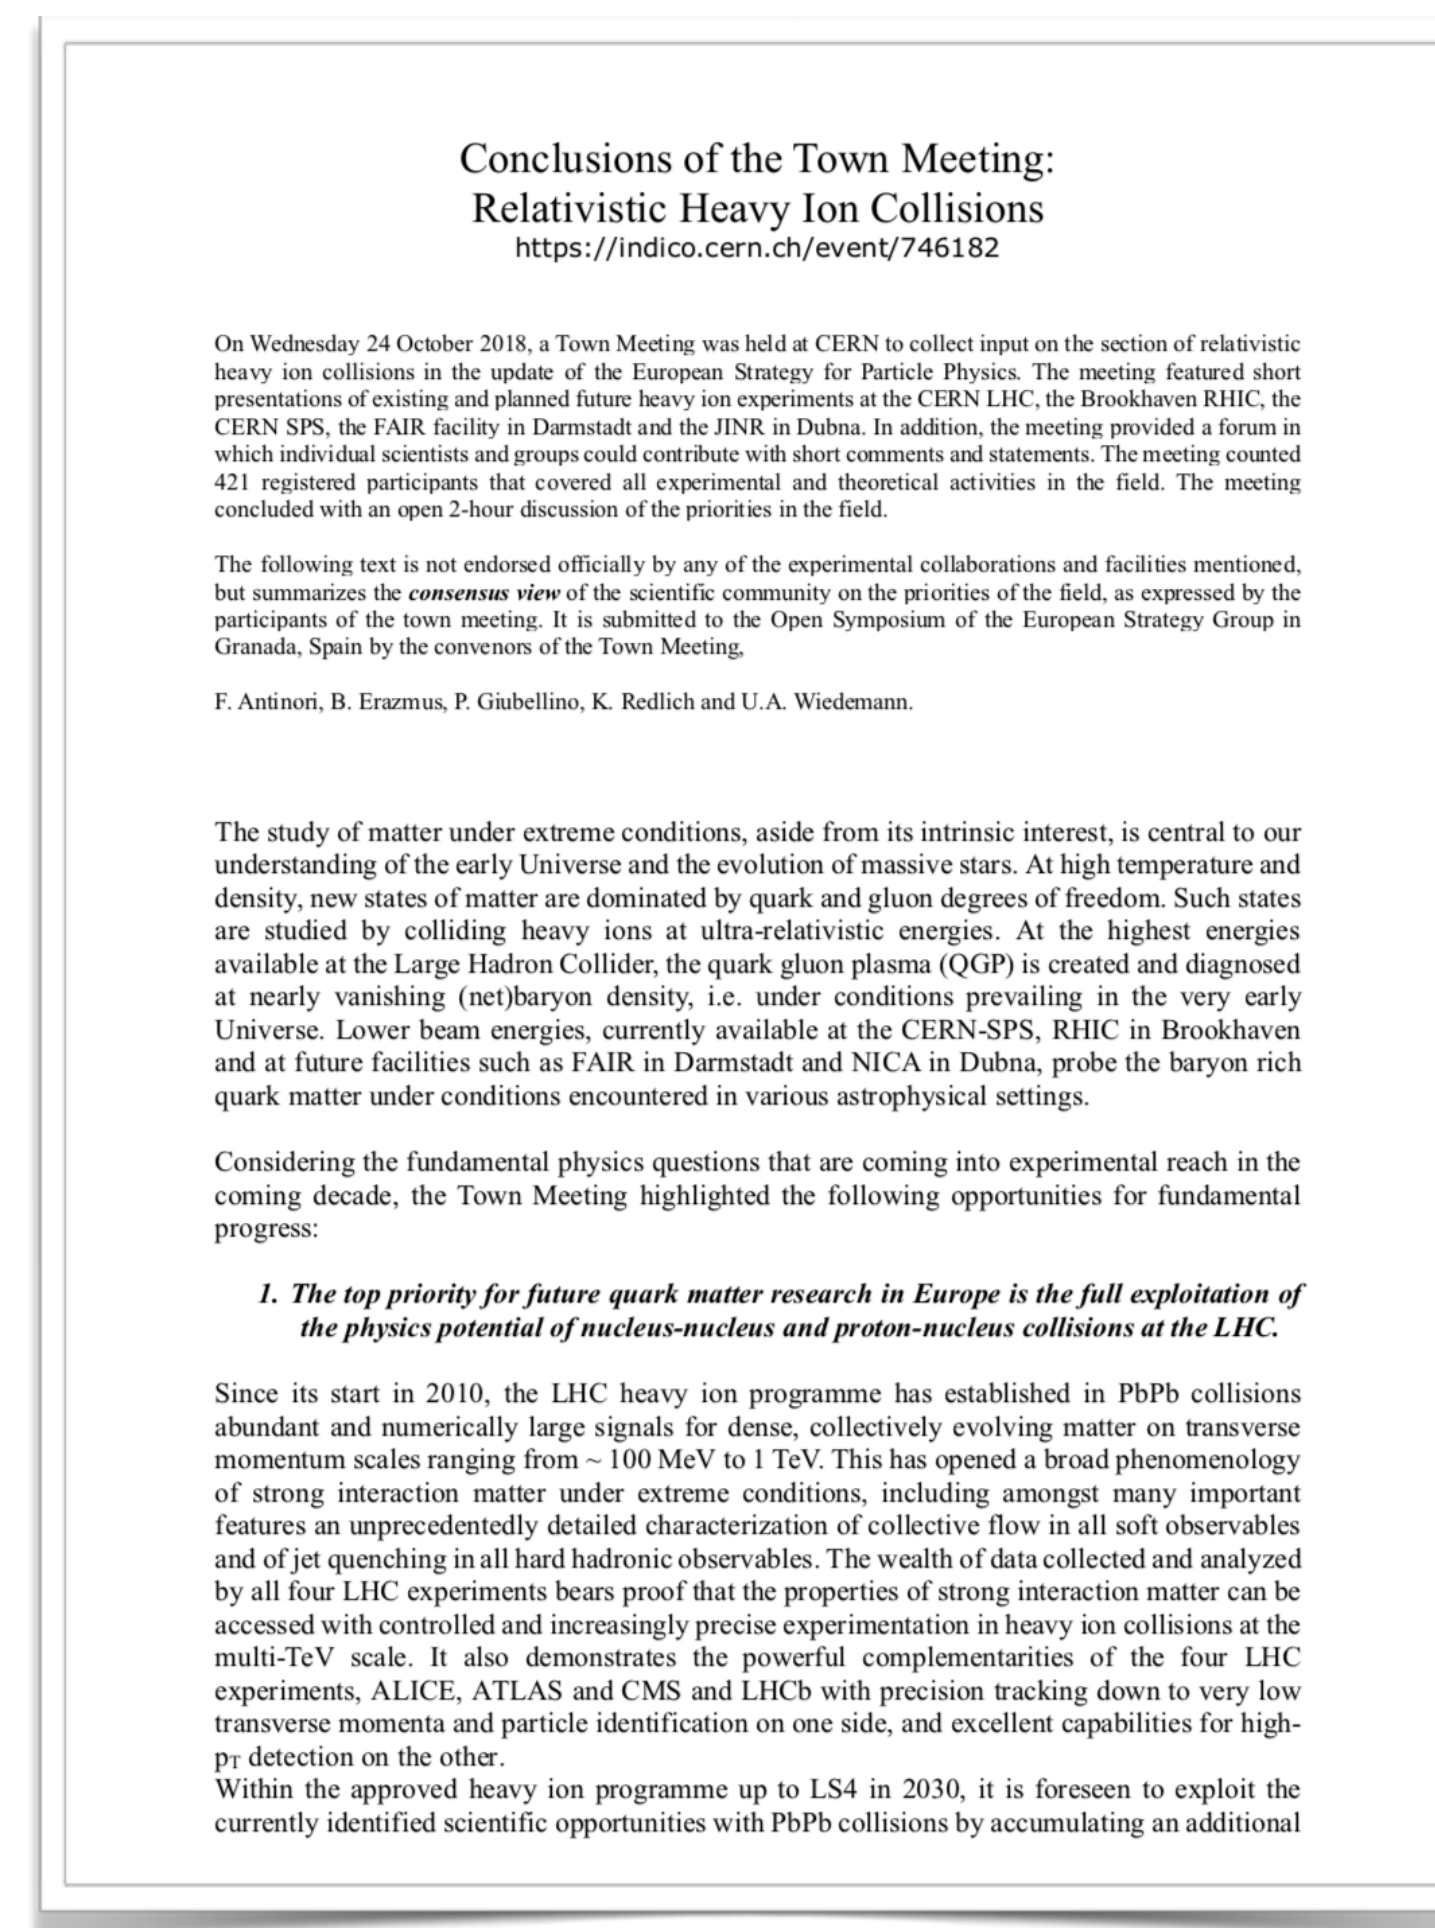 Conclusions of the Town Meeting:
Relativistic Heavy Ion Collisions
https://indico.cern.ch/event/746182
On Wednesday 24 October 2018, a Town Meeting was held at CERN to collect input on the section of relativistic
heavy ion collisions in the update of the European Strategy for Particle Physics. The meeting featured short
presentations of existing and planned future heavy ion experiments at the CERN LHC, the Brookhaven RHIC, the
CERN SPS, the FAIR facility in Darmstadt and the JINR in Dubna. In addition, the meeting provided a forum in
which individual scientists and groups could contribute with short comments and statements. The meeting counted
421 registered participants that covered all experimental and theoretical activities in the field. The meeting
concluded with an open 2-hour discussion of the priorities in the field.
The following text is not endorsed officially by any of the experimental collaborations and facilities mentioned,
but summarizes the consensus view of the scientific community on the priorities of the field, as expressed by the
participants of the town meeting. It is submitted to the Open Symposium of the European Strategy Group in
Granada, Spain by the convenors of the Town Meeting,
F. Antinori, B. Erazmus, P. Giubellino, K. Redlich and U.A. Wiedemann.
The study of matter under extreme conditions, aside from its intrinsic interest, is central to our
understanding of the early Universe and the evolution of massive stars. At high temperature and
density, new states of matter are dominated by quark and gluon degrees of freedom. Such states
are studied by colliding heavy ions at ultra-relativistic energies. At the highest energies
available at the Large Hadron Collider, the quark gluon plasma (QGP) is created and diagnosed
at nearly vanishing (net)baryon density, i.e. under conditions prevailing in the very early
Universe. Lower beam energies, currently available at the CERN-SPS, RHIC in Brookhaven
and at future facilities such as FAIR in Darmstadt and NICA in Dubna, probe the baryon rich
quark matter under conditions encountered in various astrophysical settings.
Considering the fundamental physics questions that are coming into experimental reach in the
coming decade, the Town Meeting highlighted the following opportunities for fundamental
progress:
1. The top priority for future quark matter research in Europe is the full exploitation of
the physics potential of nucleus-nucleus and proton-nucleus collisions at the LHC.
Since its start in 2010, the LHC heavy ion programme has established in PbPb collisions
abundant and numerically large signals for dense, collectively evolving matter on transverse
momentum scales ranging from ~ 100 MeV to 1 TeV. This has opened a broad phenomenology
of strong interaction matter under extreme conditions, including amongst many important
features an unprecedentedly detailed characterization of collective flow in all soft observables
and of jet quenching in all hard hadronic observables. The wealth of data collected and analyzed
by all four LHC experiments bears proof that the properties of strong interaction matter can be
accessed with controlled and increasingly precise experimentation in heavy ion collisions at the
multi-TeV scale. It also demonstrates the powerful complementarities of the four LHC
experiments, ALICE, ATLAS and CMS and LHCb with precision tracking down to very low
transverse momenta and particle identification on one side, and excellent capabilities for high-
pT detection on the other.
Within the approved heavy ion programme up to LS4 in 2030, it is foreseen to exploit the
currently identified scientific opportunities with PbPb collisions by accumulating an additional